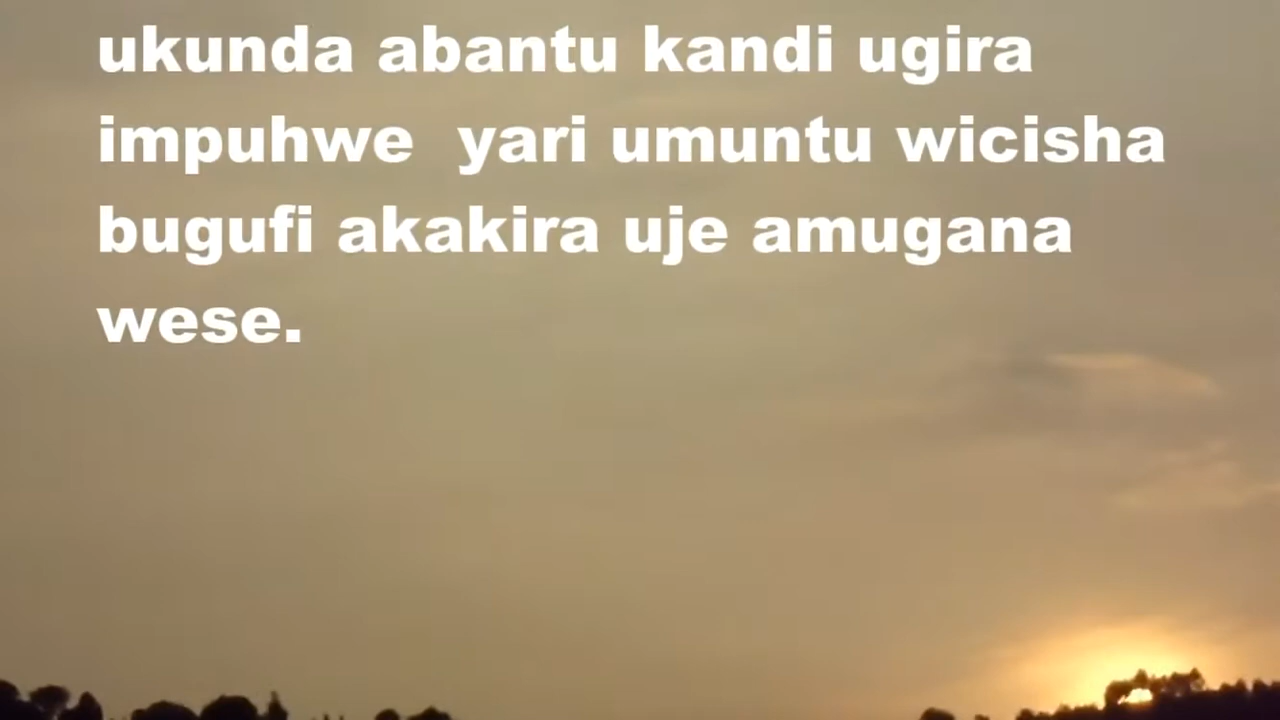 ukunda abantu kandi ugira
impuhwe  yari umuntu wicisha
bugufi akakira uje amugana
wese.